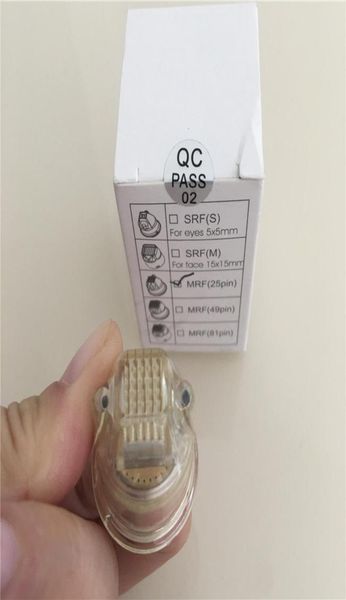 QC
PASS
02
SRF(S)
For eyes 5x5mm
SRF(M)
For face 15x15mm
MRF(25pin)
MRF(49pin)
MRF(81pin)